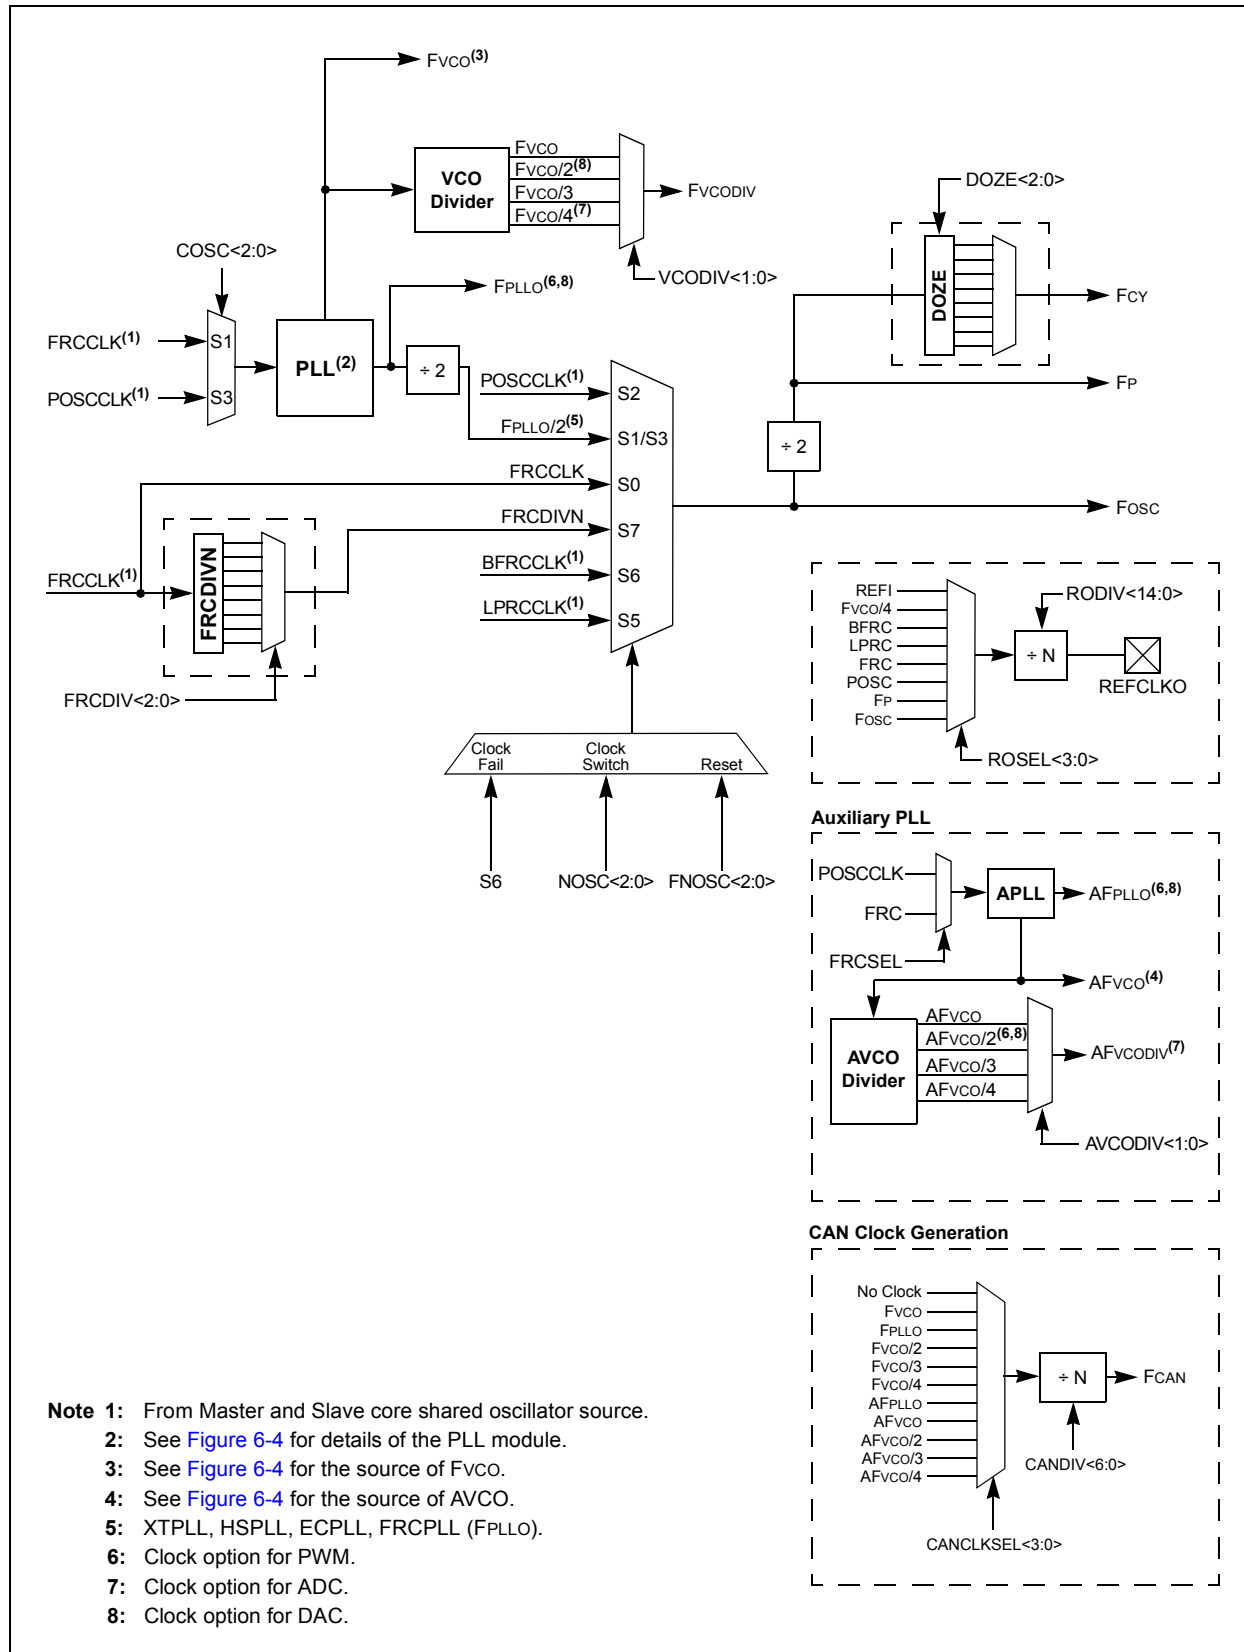 FVCO(3)
VCO
Divider
FVCO
FVCO/2(8)
FVCO/3
FVCO/4(7)
FVCODIV
VCODIV<1:0>
DOZE<2:0>
DOZE
FCY
FP
÷ 2
FOSC
COSC<2:0>
FRCCLK(1)
POSCCLK(1)
S1
S3
PLL(2)
FPLLO(6,8)
÷ 2
POSCCLK(1)
S2
FPLLO/2(5)
S1/S3
FRCCLK
S0
FRCDIVN
S7
BFRCCLK(1)
S6
LPRCCLK(1)
S5
FRCCLK(1)
FRCDIVN
FRCDIV<2:0>
Clock
Fail
Clock
Switch
Reset
S6
NOSC<2:0>
FNOSC<2:0>
REFI
FVCO/4
BFRC
LPRC
FRC
POSC
FP
FOSC
RODIV<14:0>
÷ N
REFCLKO
ROSEL<3:0>
Auxiliary PLL
POSCCLK
FRC
FRCSEL
APLL
AFPLLO(6,8)
AFVCO(4)
AVCO
Divider
AFVCO
AFVCO/2(6,8)
AFVCO/3
AFVCO/4
AFVCODIV(7)
AVCODIV<1:0>
CAN Clock Generation
No Clock
FVCO
FPLLO
FVCO/2
FVCO/3
FVCO/4
AFPLLO
AFVCO
AFVCO/2
AFVCO/3
AFVCO/4
÷ N
FCAN
CANDIV<6:0>
CANCLKSEL<3:0>
Note 1: From Master and Slave core shared oscillator source.
2: See Figure 6-4 for details of the PLL module.
3: See Figure 6-4 for the source of FVCO.
4: See Figure 6-4 for the source of AVCO.
5: XTPLL, HSPLL, ECPLL, FRCPLL (FPLLO).
6: Clock option for PWM.
7: Clock option for ADC.
8: Clock option for DAC.